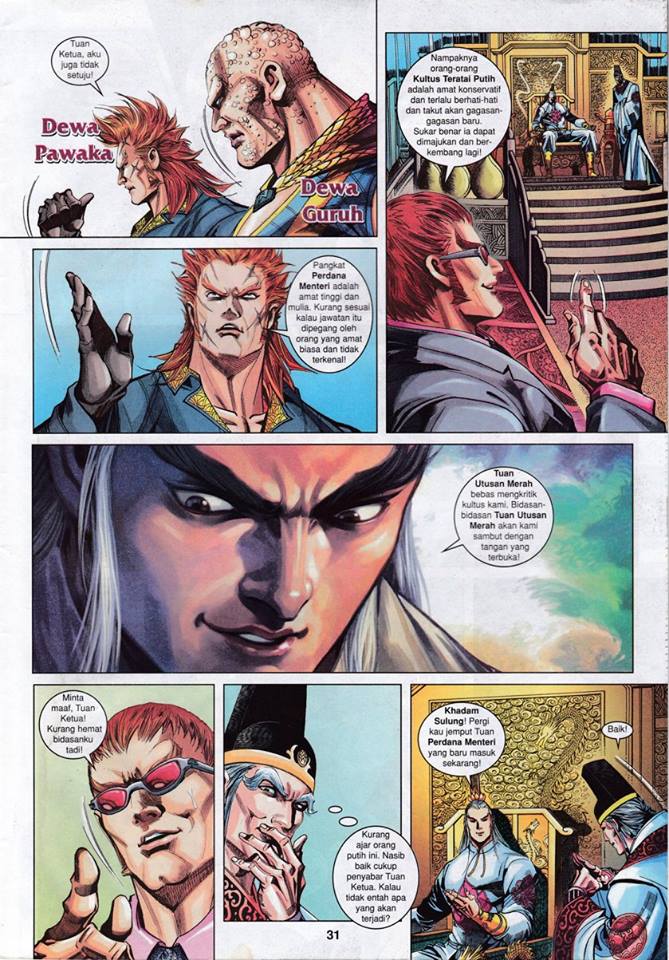 Tuan
Ketua, aku
juga tidak
setuju!
Dewa
Pawaka
Dewa
Guruh
Nampaknya
orang-orang
Kultus Teratai Putih
adalah amat konservatif
dan terlalu berhati-hati
dan takut akan gagasan-
gagasan baru.
Sukar benar ia dapat
dimajukan dan ber-
kembang lagi!
Pangkat
Perdana
Menteri adalah
amat tinggi dan
mulia. Kurang sesuai
kalau jawatan itu
dipegang oleh
orang yang amat
biasa dan tidak
terkenal!
Tuan
Utusan Merah
bebas mengkritik
kultus kami. Bidasan-
bidasan Tuan Utusan
Merah akan kami
sambut dengan
tangan yang
terbuka!
Minta
maaf, Tuan
Ketua!
Kurang hemat
bidasanku
tadi!
Kurang
ajar orang
putih ini. Nasib
baik cukup
penyabar Tuan
Ketua. Kalau
tidak entah apa
yang akan
terjadi?
Khadam
Sulung! Pergi
kau jemput Tuan
Perdana Menteri
yang baru masuk
sekarang!
Baik!
31